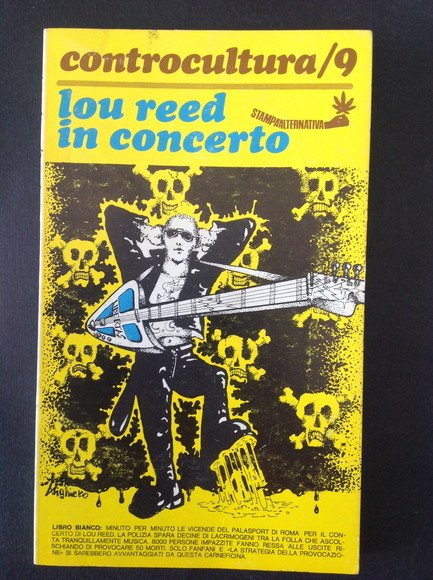 controcultura/9
lou reed
in concerto
STAMPAALTERNATIVA
LIBRO BIANCO: MINUTO PER MINUTO LE VICENDE DEL PALASPORT DI ROMA PER IL CON-
CERTO DI LOU REED. LA POLIZIA SPARA DECINE DI LACRIMOGENI TRA LA FOLLA CHE ASCOL-
TA TRANQUILLAMENTE MUSICA. 8000 PERSONE IMPAZZITE FANNO RESSA ALLE USCITE RI-
SCHIANDO DI PROVOCARE 50 MORTI. SOLO FANFANI E «LA STRATEGIA DELLA PROVOCAZIO-
NE» SI SAREBBERO AVVANTAGGIATI DA QUESTA CARNEFICINA.